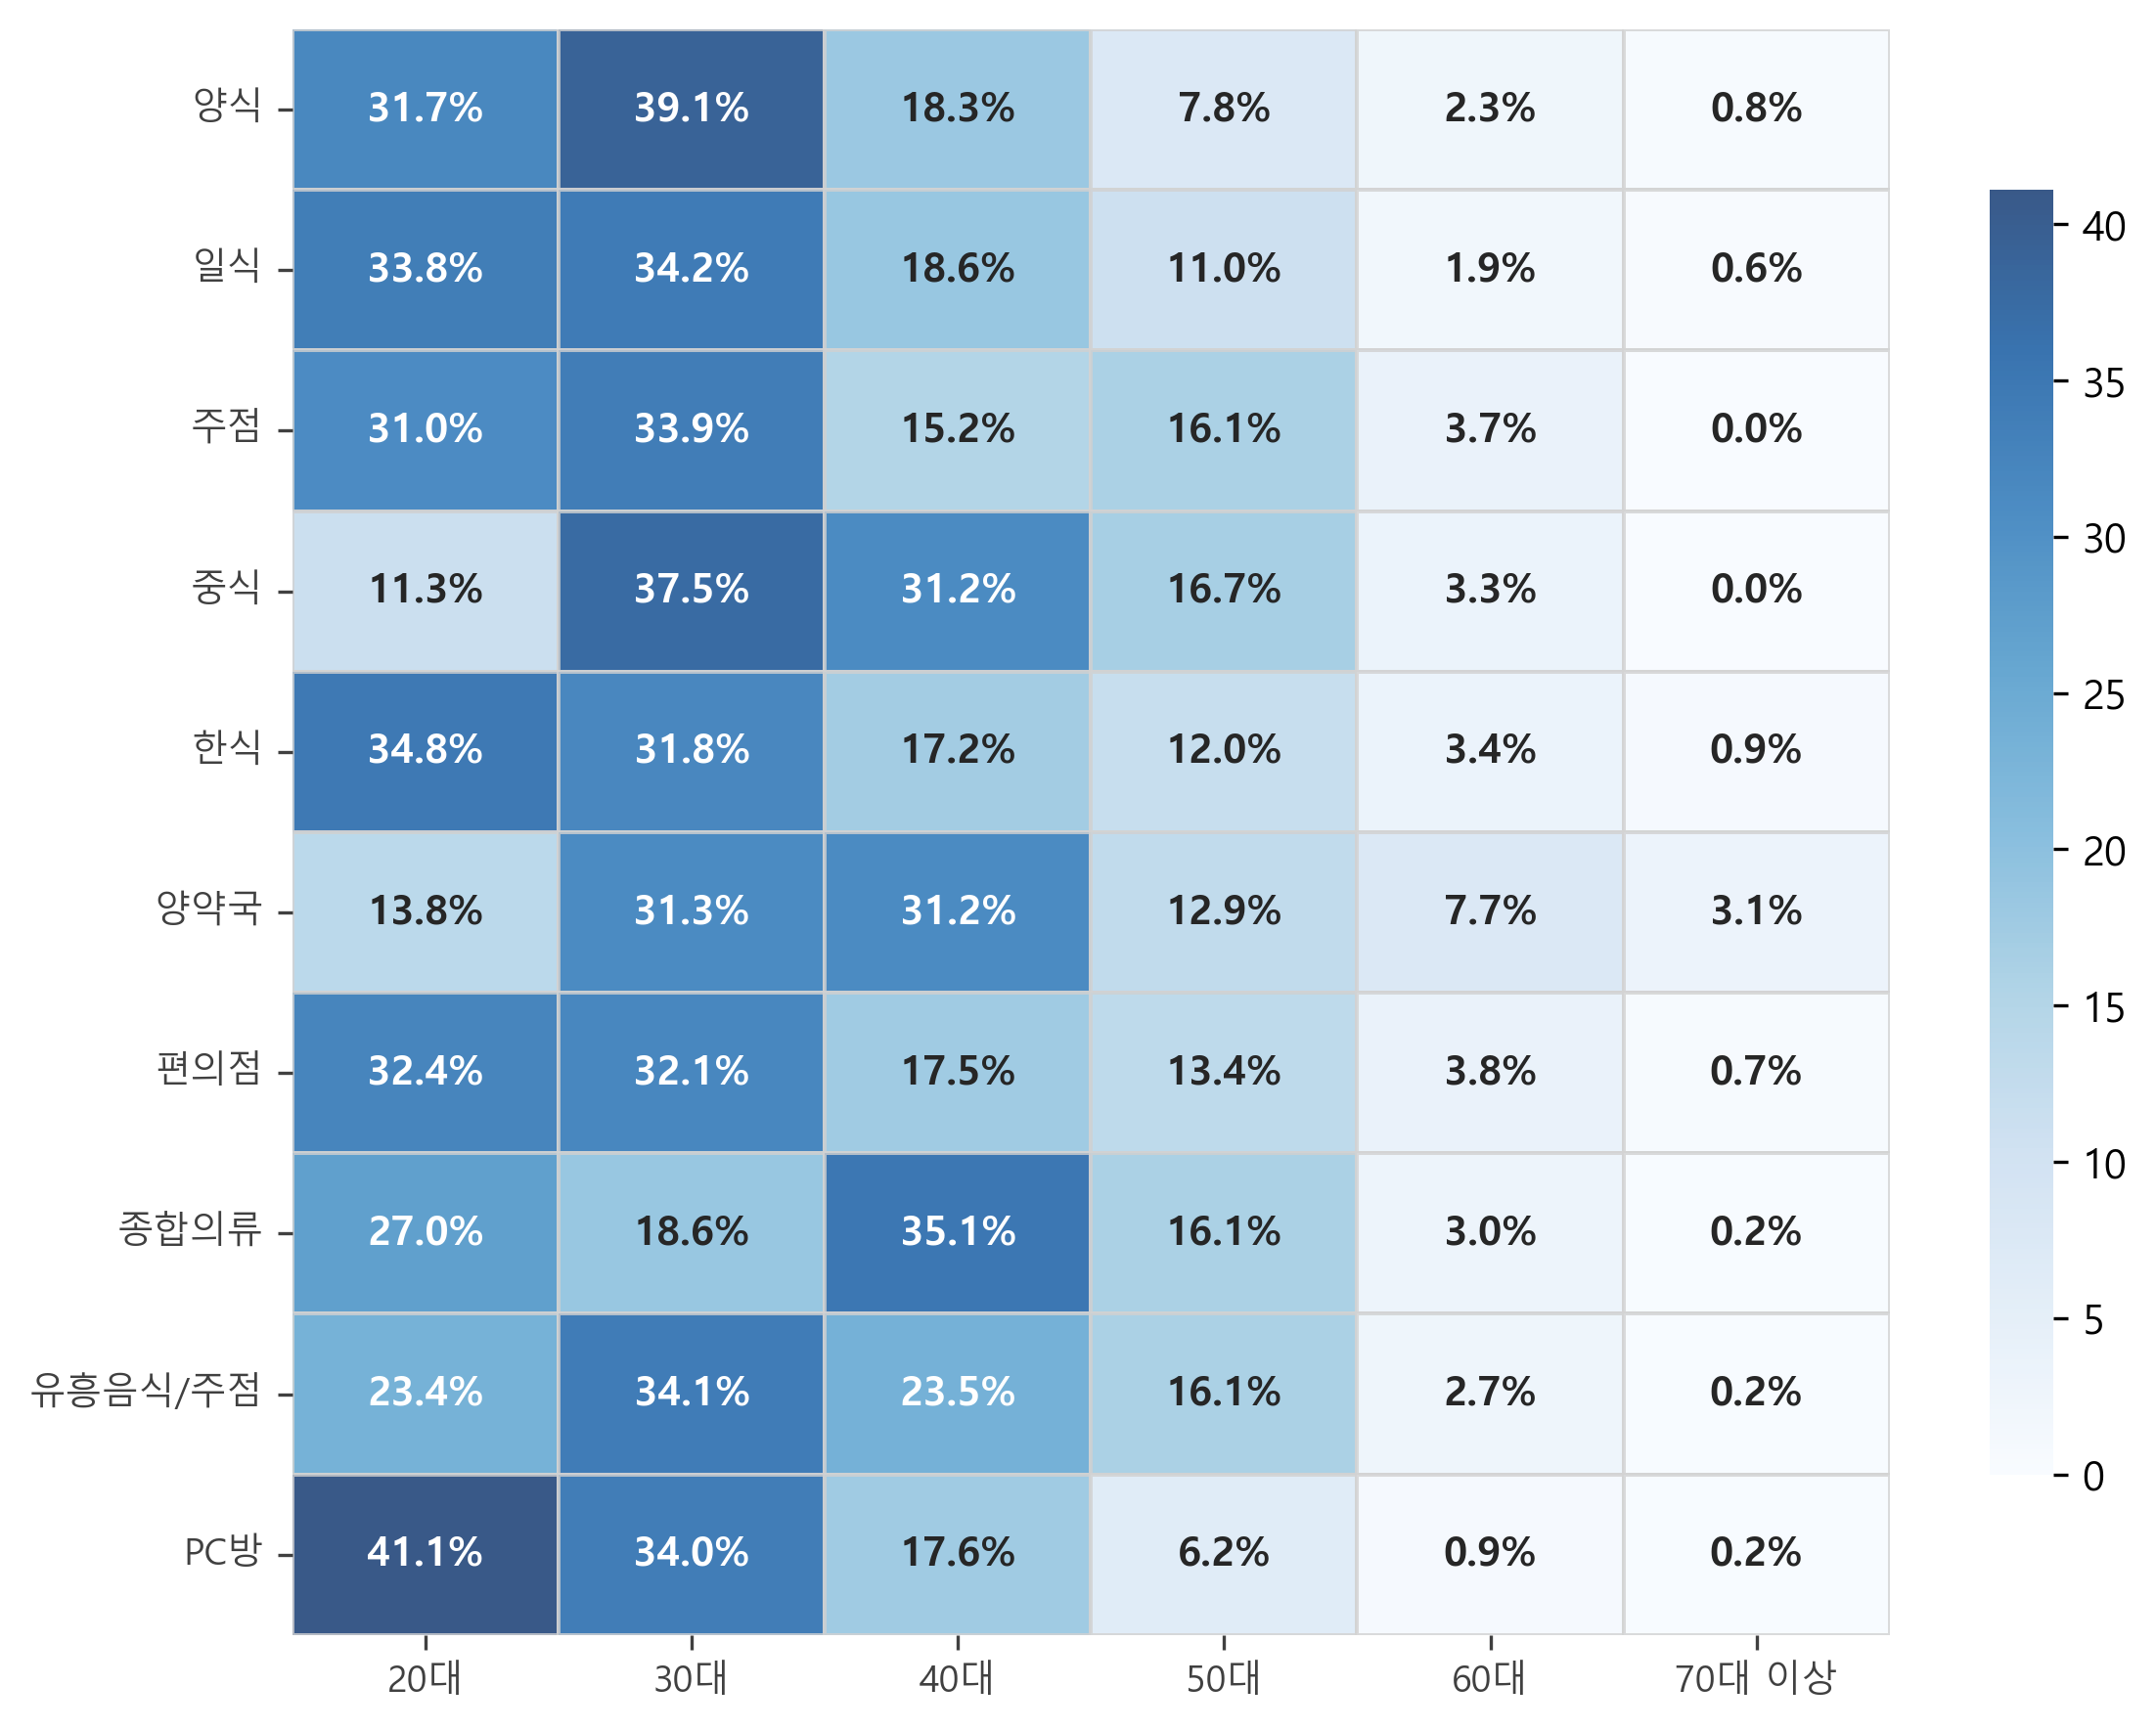 양식 31.7% 39.1% 18.3% 7.8% 2.3% 0.8%
일식 33.8% 34.2% 18.6% 11.0% 1.9% 0.6%
주점 31.0% 33.9% 15.2% 16.1% 3.7% 0.0%
중식 11.3% 37.5% 31.2% 16.7% 3.3% 0.0%
한식 34.8% 31.8% 17.2% 12.0% 3.4% 0.9%
양약국 13.8% 31.3% 31.2% 12.9% 7.7% 3.1%
편의점 32.4% 32.1% 17.5% 13.4% 3.8% 0.7%
종합의류 27.0% 18.6% 35.1% 16.1% 3.0% 0.2%
유흥음식/주점 23.4% 34.1% 23.5% 16.1% 2.7% 0.2%
PC방 41.1% 34.0% 17.6% 6.2% 0.9% 0.2%
20대 30대 40대 50대 60대 70대 이상
40
35
30
25
20
15
10
5
0